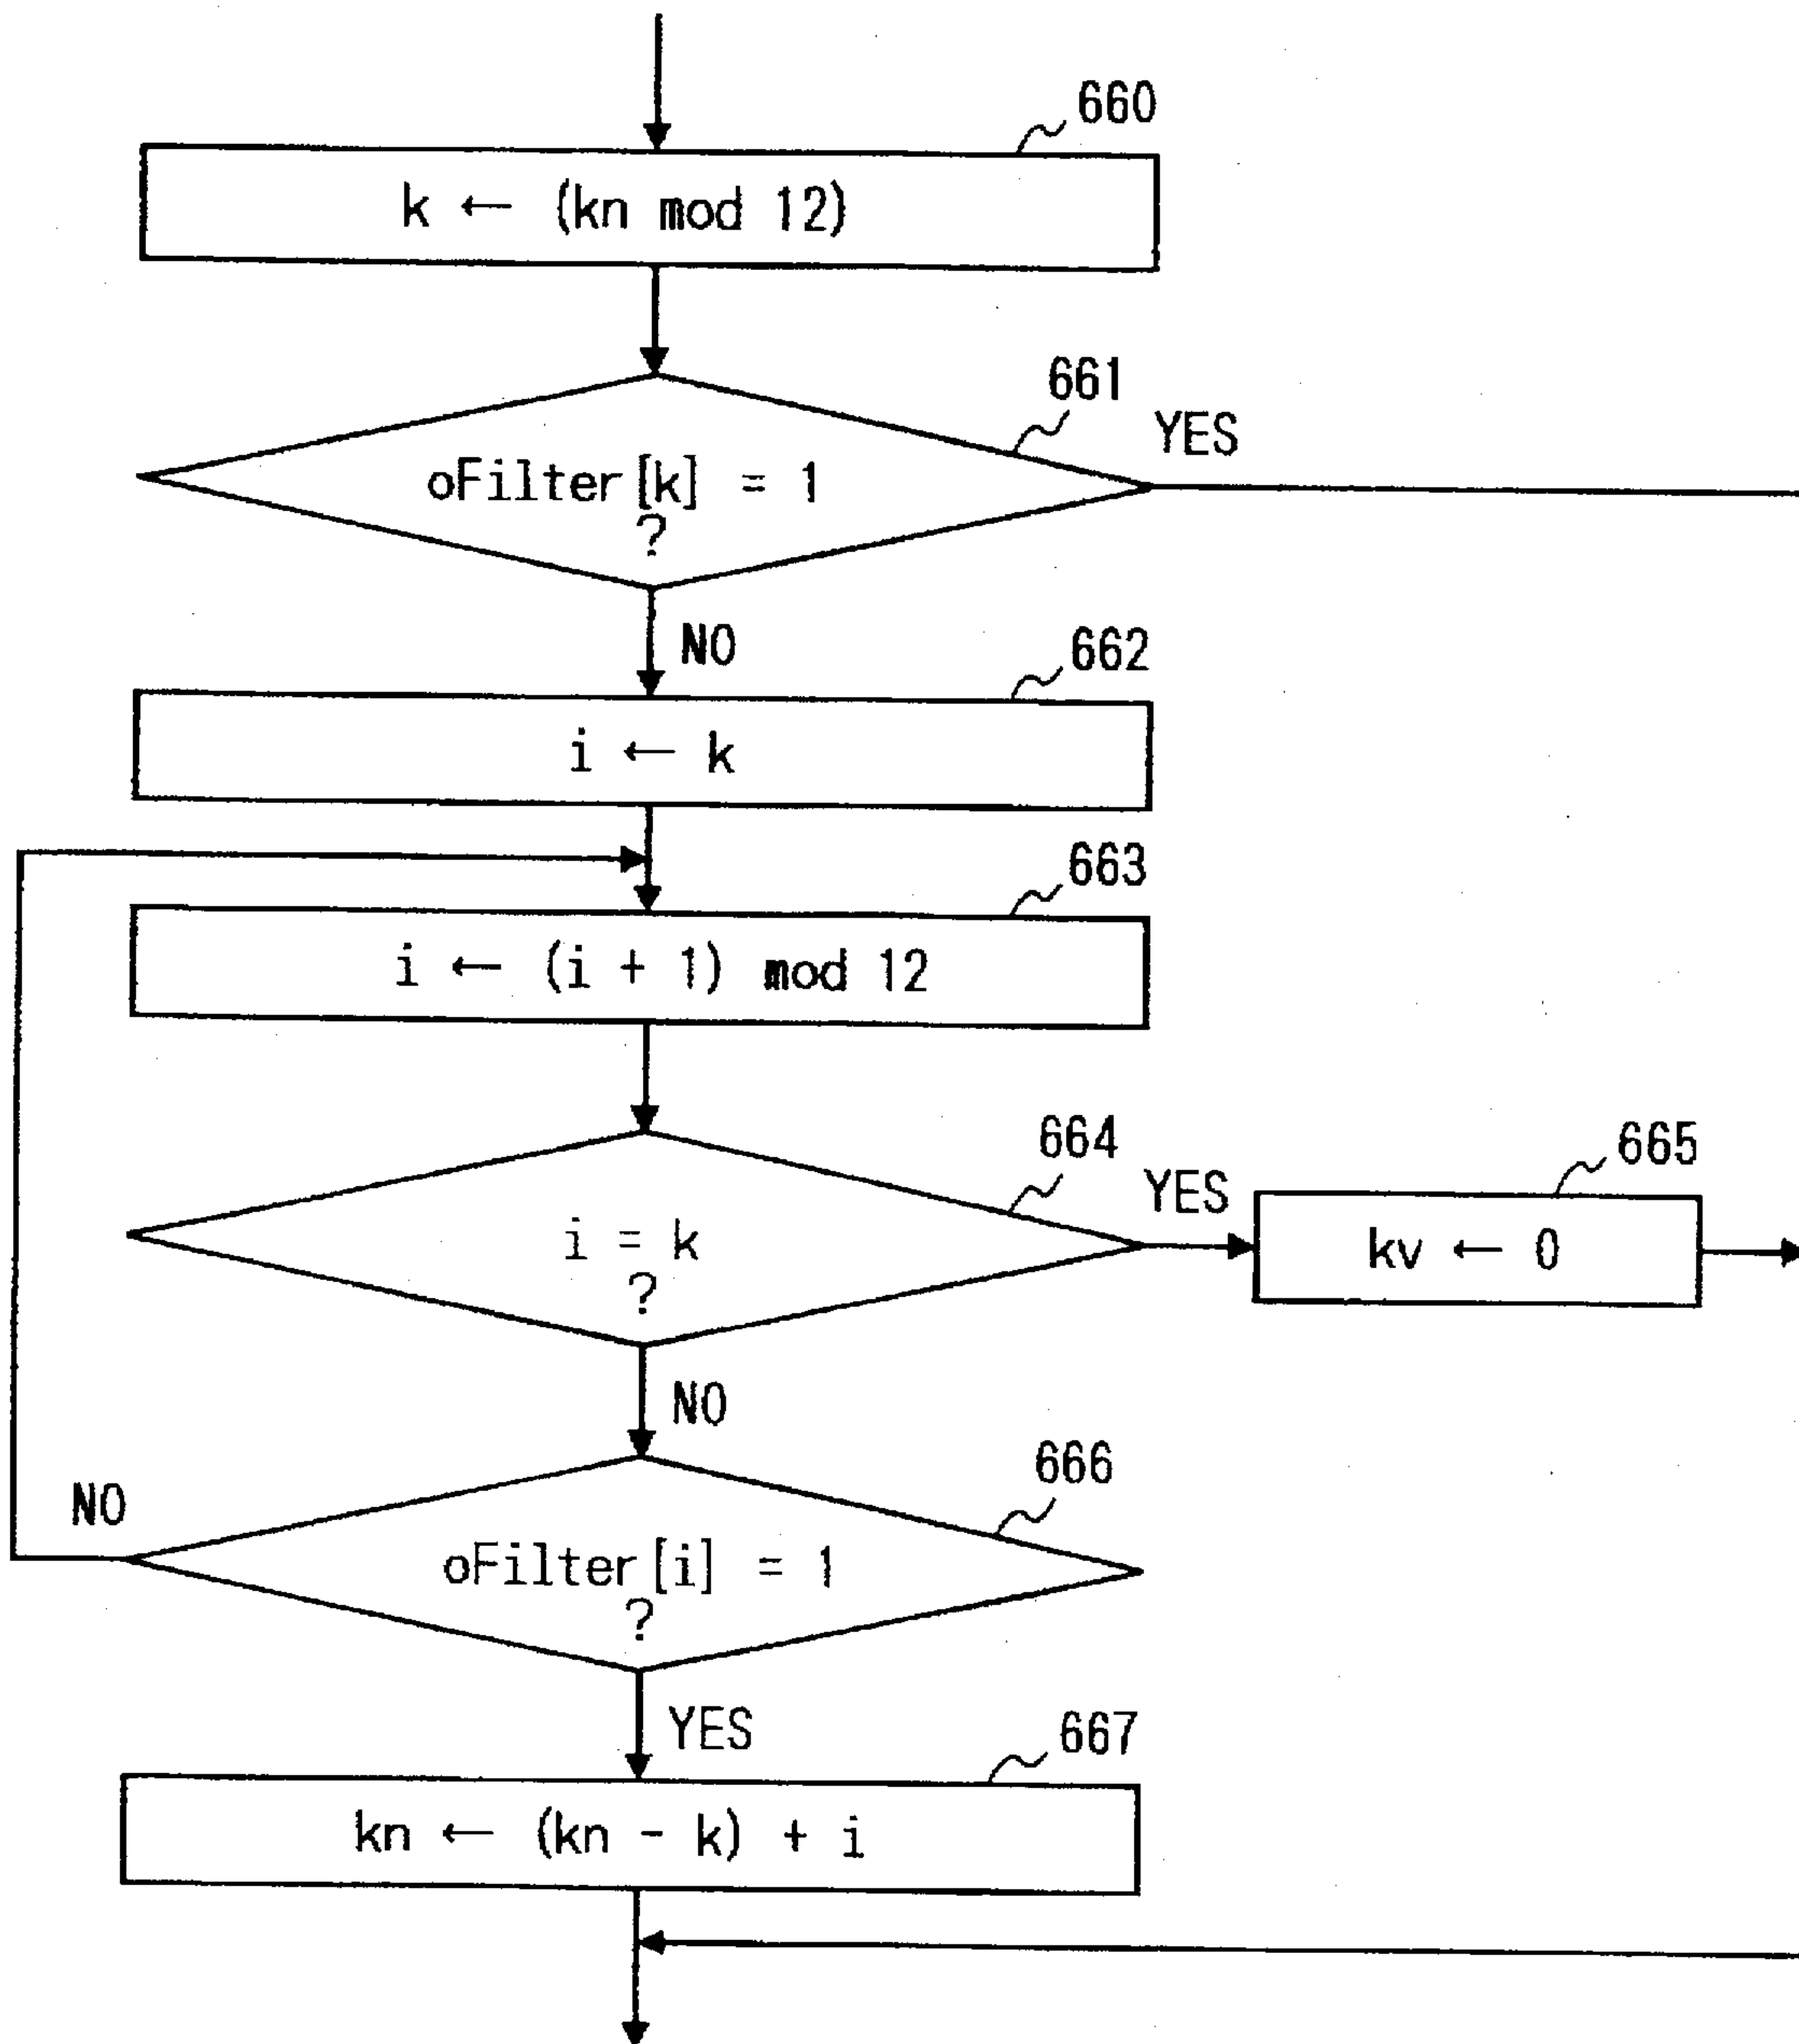 660
k ← (kn mod 12)
661
YES
oFilter[k] = 1
?
NO
662
i ← k
663
i ← (i + 1) mod 12
664
YES
665
i = k
?
kv ← 0
NO
666
NO
oFilter[i] = 1
?
YES
667
kn ← (kn - k) + i